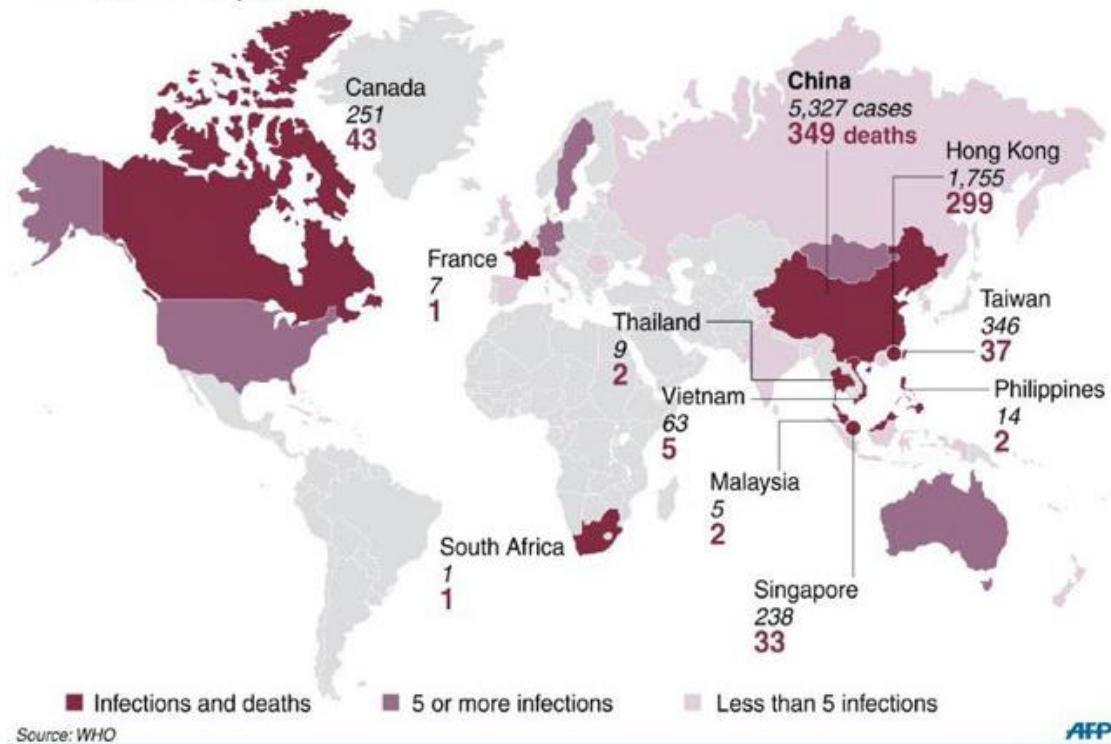 Canada
251
43
China
5,327 cases
349 deaths
Hong Kong
1,755
299
France
7
1
Taiwan
346
37
Thailand
9
2
Vietnam
63
5
Philippines
14
2
Malaysia
5
2
South Africa
1
1
Singapore
238
33
Infections and deaths
5 or more infections
Less than 5 infections
Source: WHO
AFP